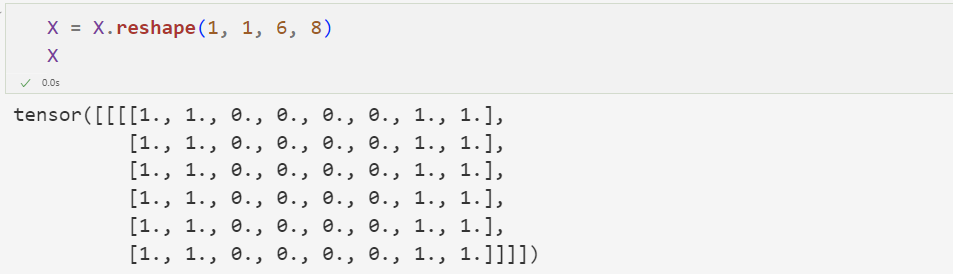 X = X.reshape(1, 1, 6, 8)
X
✓ 0.0s
tensor([[[[1., 1., 0., 0., 0., 0., 1., 1.],
[1., 1., 0., 0., 0., 0., 1., 1.],
[1., 1., 0., 0., 0., 0., 1., 1.],
[1., 1., 0., 0., 0., 0., 1., 1.],
[1., 1., 0., 0., 0., 0., 1., 1.],
[1., 1., 0., 0., 0., 0., 1., 1.]]]])